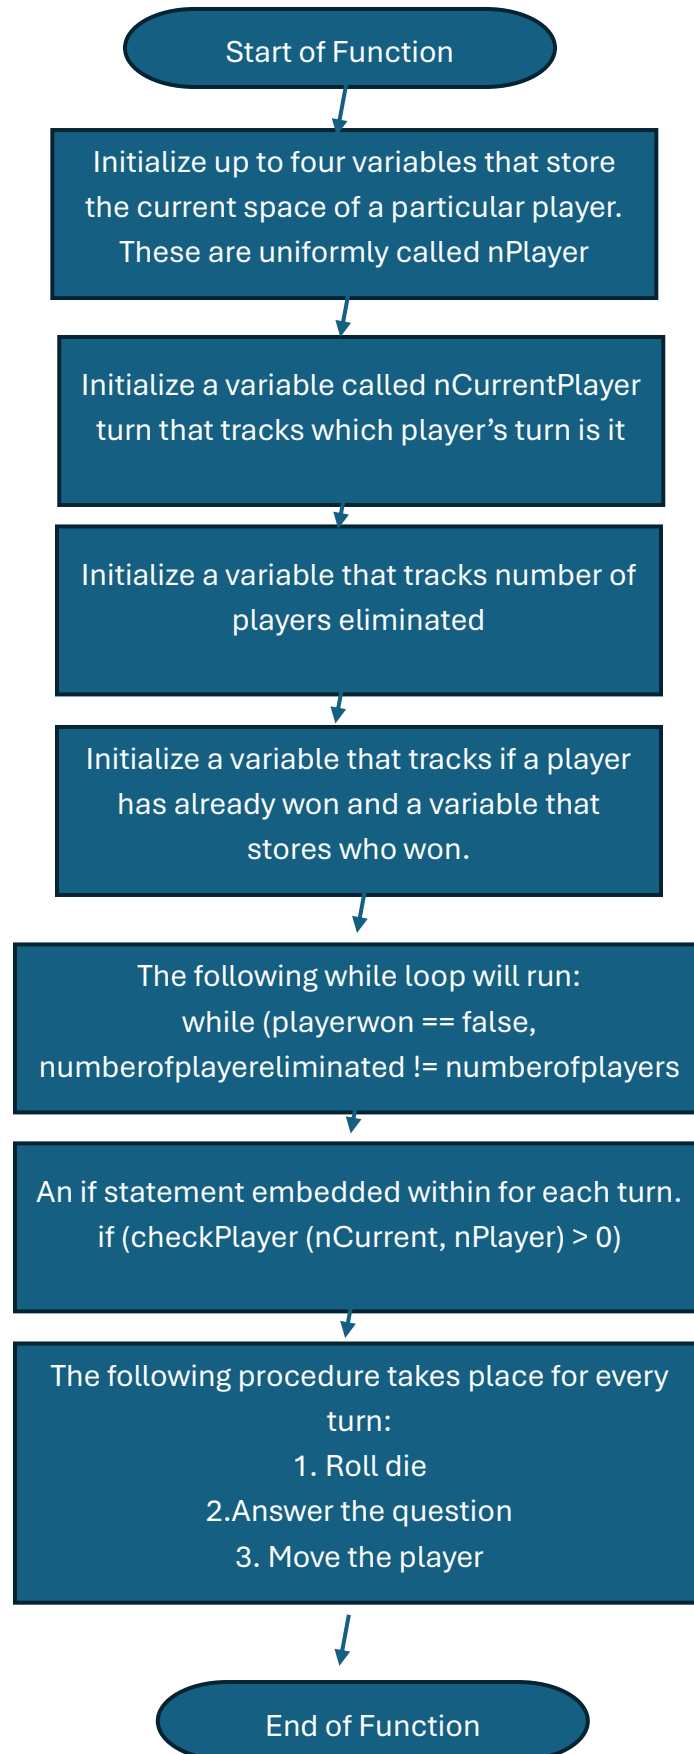 Start of Function
Initialize up to four variables that store
the current space of a particular player.
These are uniformly called nPlayer
Initialize a variable called nCurrentPlayer
turn that tracks which player’s turn is it
Initialize a variable that tracks number of
players eliminated
Initialize a variable that tracks if a player
has already won and a variable that
stores who won.
The following while loop will run:
while (playerwon == false,
numberofplayereliminated != numberofplayers
An if statement embedded within for each turn.
if (checkPlayer (nCurrent, nPlayer) > 0)
The following procedure takes place for every
turn:
1. Roll die
2.Answer the question
3. Move the player
End of Function